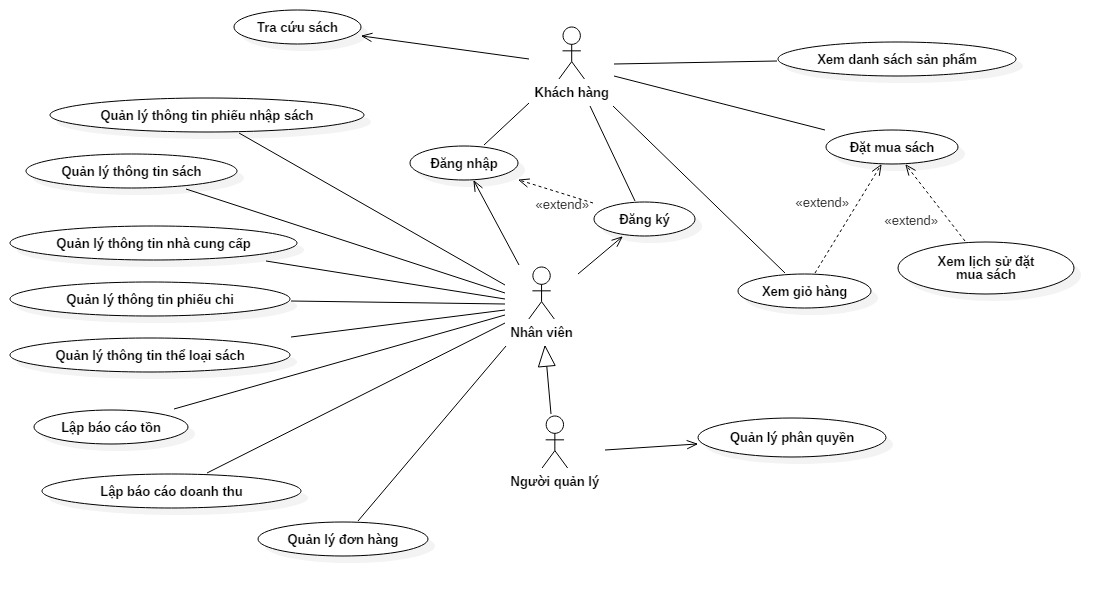 Tra cứu sách
Khách hàng
Xem danh sách sản phẩm
Quản lý thông tin phiếu nhập sách
Đặt mua sách
Đăng nhập
Quản lý thông tin sách
«extend»
«extend»
«extend»
Đăng ký
Quản lý thông tin nhà cung cấp
Xem lịch sử đặt
mua sách
Xem giỏ hàng
Quản lý thông tin phiếu chi
Nhân viên
Quản lý thông tin thể loại sách
Lập báo cáo tồn
Quản lý phân quyền
Người quản lý
Lập báo cáo doanh thu
Quản lý đơn hàng